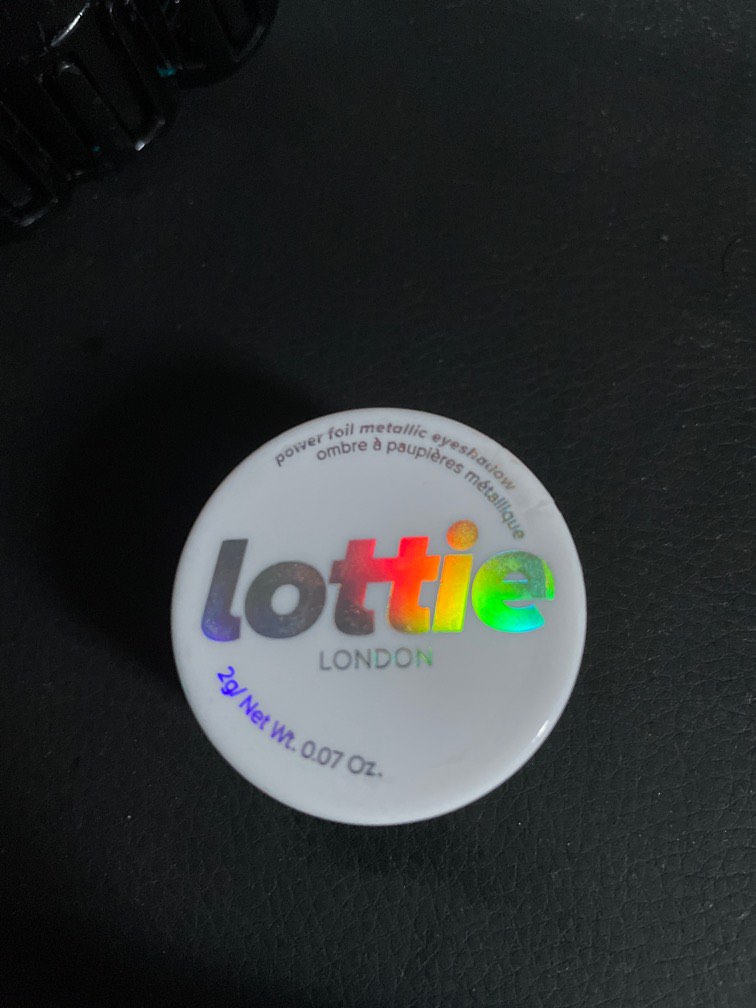 power foil metallic eyeshadow
ombre à paupières métallique
lottie
LONDON
2g/ Net Wt. 0.07 Oz.